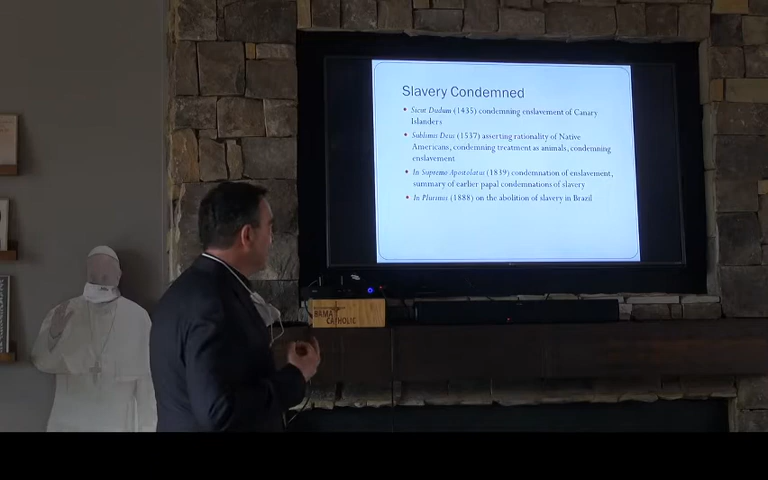 Slavery Condemned
• Sicut Dudum (1435) condemning enslavement of Canary
Islanders
• Sublimis Deus (1537) asserting rationality of Native
Americans, condemning treatment as animals, condemning
enslavement
• In Supremo Apostolatus (1839) condemnation of enslavement,
summary of earlier papal condemnations of slavery
• In Plurimis (1888) on the abolition of slavery in Brazil
BAMA
CATHOLIC